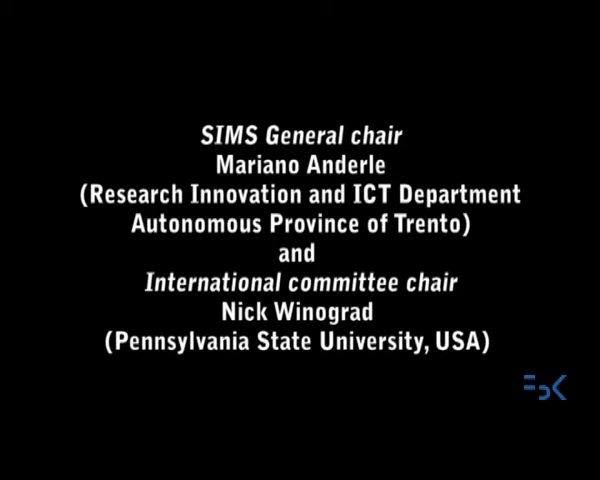 SIMS General chair
Mariano Anderle
(Research Innovation and ICT Department
Autonomous Province of Trento)
and
International committee chair
Nick Winograd
(Pennsylvania State University, USA)
FBK